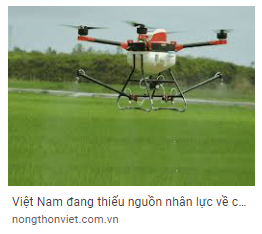 Việt Nam đang thiếu nguồn nhân lực về c...
nongthonviet.com.vn